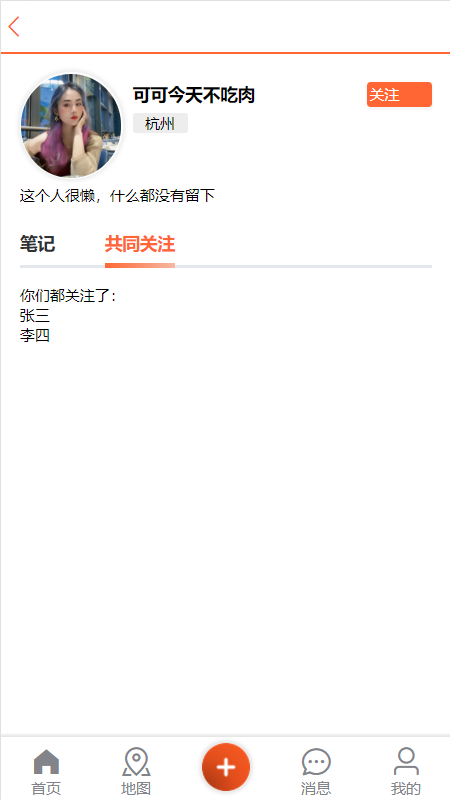 可可今天不吃肉
关注
杭州
这个人很懒，什么都没有留下
笔记
共同关注
你们都关注了：
张三
李四
首页
地图
消息
我的